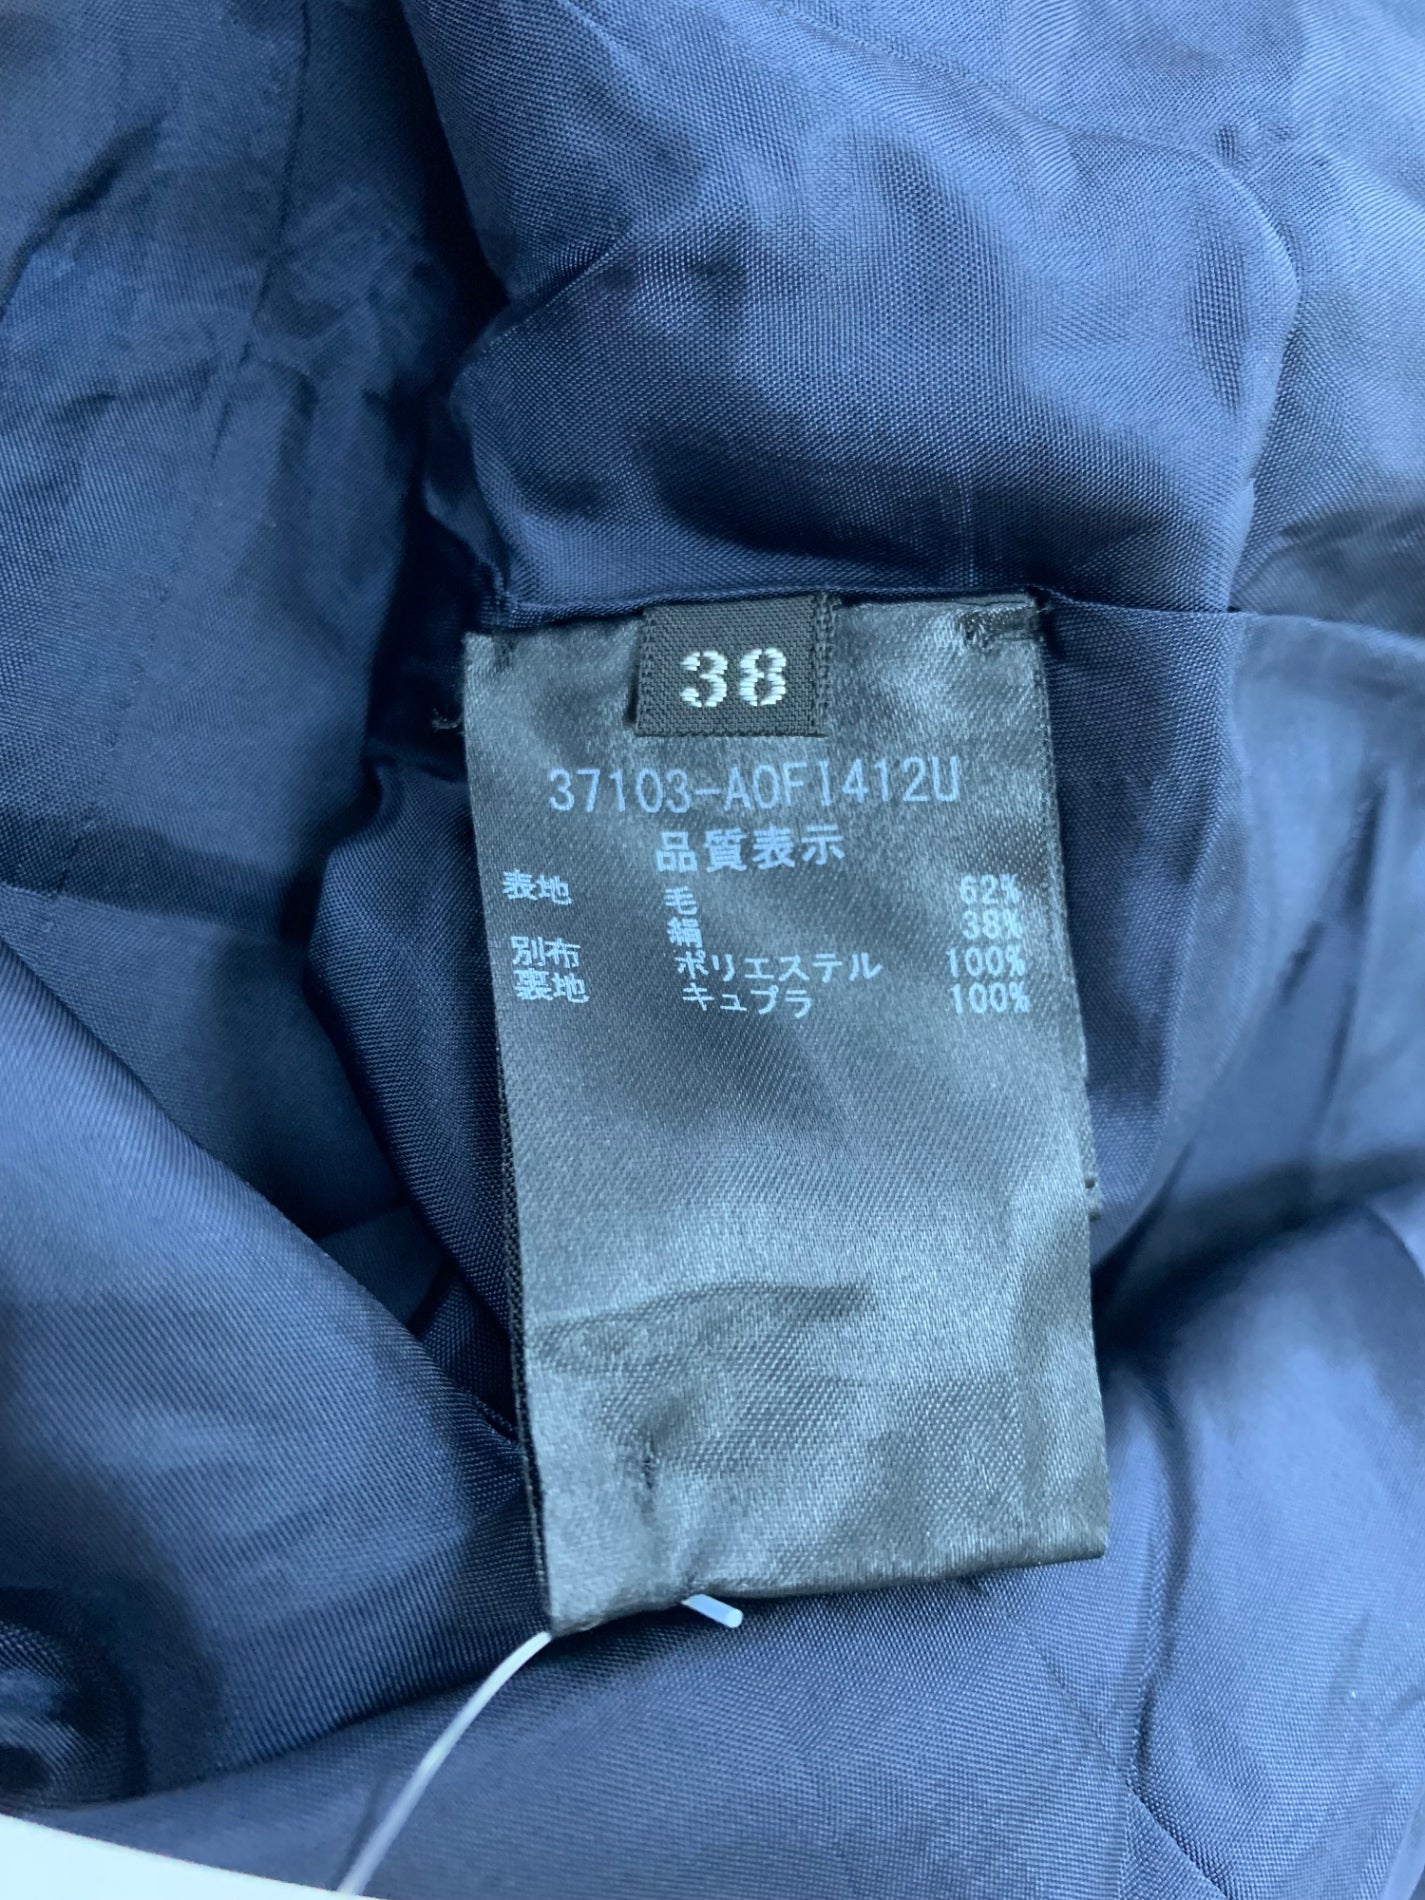 38
37103-AOFI412U
品質表示
表地 毛 62%
絹 38%
別布 ポリエステル 100%
裏地 キュプラ 100%